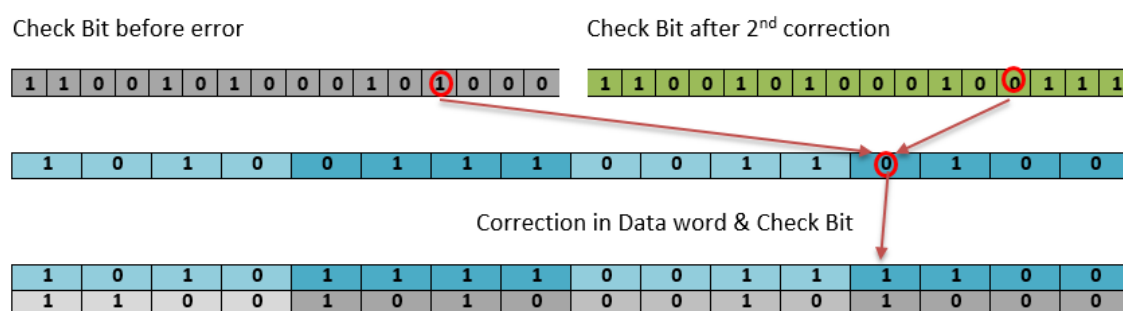 Check Bit before error
Check Bit after 2nd correction
1 1 0 0 1 0 1 0 0 0 1 0 1 0 0 0
1 1 0 0 1 0 1 0 0 0 1 0 0 1 1 1
1 0 1 0 0 1 1 1 0 0 1 1 0 1 0 0
Correction in Data word & Check Bit
1 0 1 0 1 1 1 1 0 0 1 1 1 1 0 0
1 1 0 0 1 0 1 0 0 0 1 0 1 0 0 0